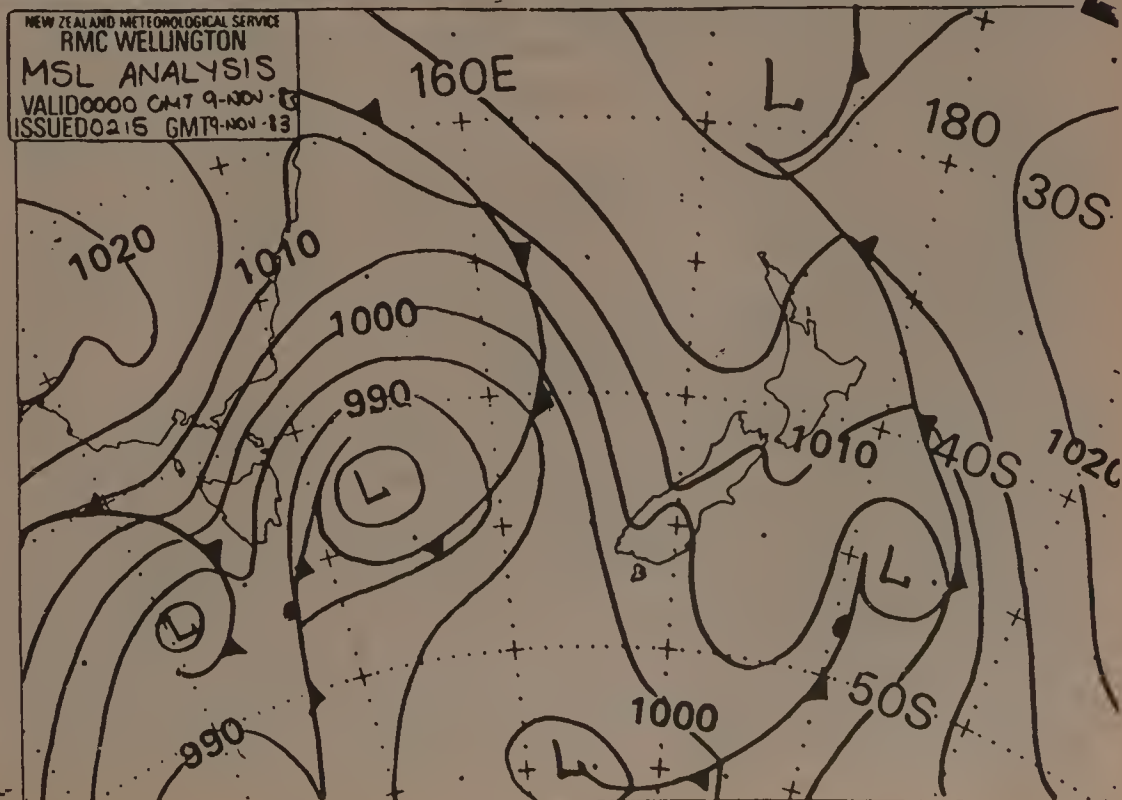 NEW ZEALAND METEOROLOGICAL SERVICE
RMC WELLINGTON
MSL ANALYSIS
VALID0000 GMT 9-NOV-83
ISSUED0215 GMT9-NOV-83
160E
L
180
30S
1020
1010
1000
990
L
1010
40S
1020
L
L
50S
1000
990
L